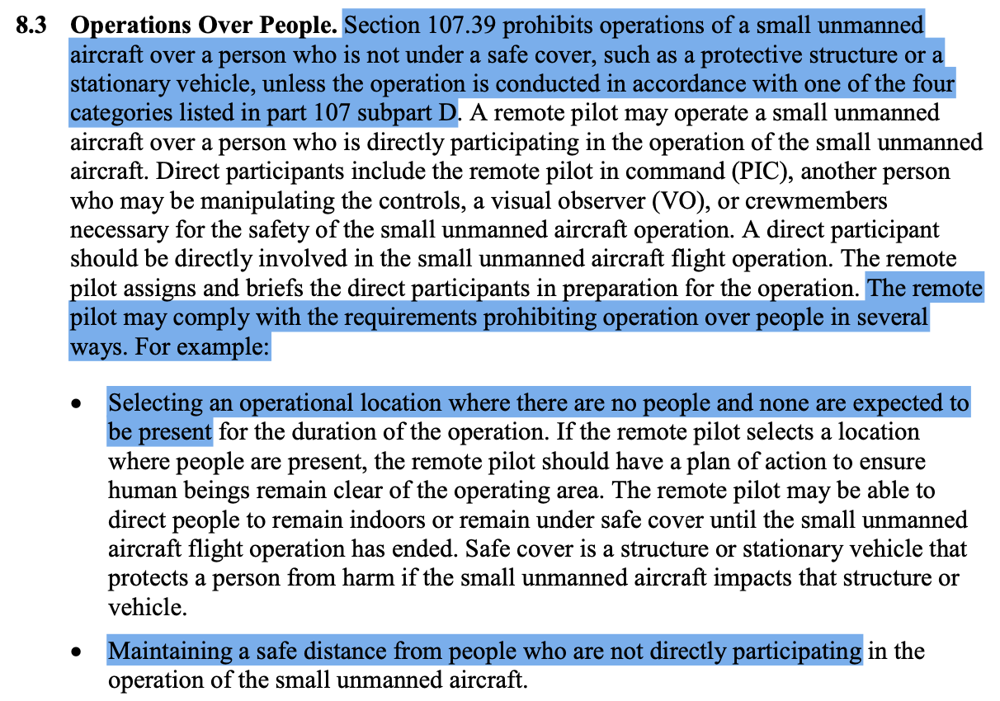 8.3 Operations Over People. Section 107.39 prohibits operations of a small unmanned
aircraft over a person who is not under a safe cover, such as a protective structure or a
stationary vehicle, unless the operation is conducted in accordance with one of the four
categories listed in part 107 subpart D. A remote pilot may operate a small unmanned
aircraft over a person who is directly participating in the operation of the small unmanned
aircraft. Direct participants include the remote pilot in command (PIC), another person
who may be manipulating the controls, a visual observer (VO), or crewmembers
necessary for the safety of the small unmanned aircraft operation. A direct participant
should be directly involved in the small unmanned aircraft flight operation. The remote
pilot assigns and briefs the direct participants in preparation for the operation. The remote
pilot may comply with the requirements prohibiting operation over people in several
ways. For example:
• Selecting an operational location where there are no people and none are expected to
be present for the duration of the operation. If the remote pilot selects a location
where people are present, the remote pilot should have a plan of action to ensure
human beings remain clear of the operating area. The remote pilot may be able to
direct people to remain indoors or remain under safe cover until the small unmanned
aircraft flight operation has ended. Safe cover is a structure or stationary vehicle that
protects a person from harm if the small unmanned aircraft impacts that structure or
vehicle.
• Maintaining a safe distance from people who are not directly participating in the
operation of the small unmanned aircraft.